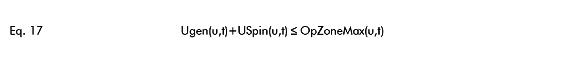 Eq. 17 Ugen(υ,t)+USpin(υ,t) ≤ OpZoneMax(υ,t)